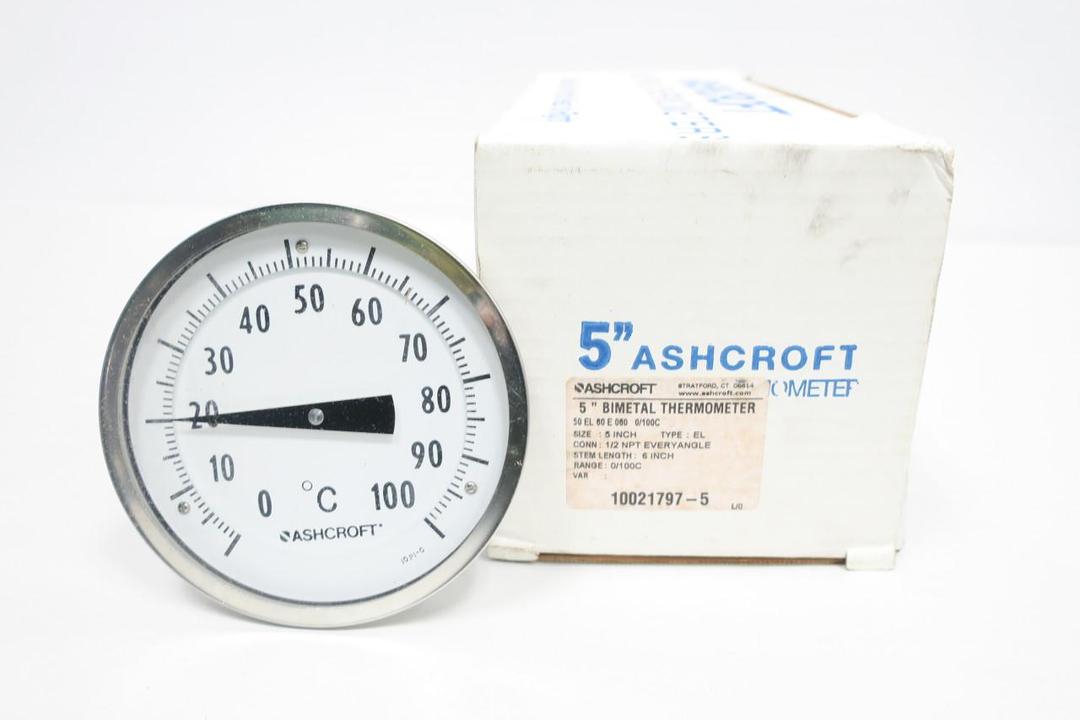 0
10
20
30
40
50
60
70
80
90
100
°C
ASHCROFT
ASHCROFT
5" ASHCROFT
OMETER
ASHCROFT STRATFORD, CT 06614
www.ashcroft.com
5 " BIMETAL THERMOMETER
50 EL 60 E 060 0/100C
SIZE : 5 INCH TYPE : EL
CONN : 1/2 NPT EVERYANGLE
STEM LENGTH : 6 INCH
RANGE : 0/100C
VAR :
10021797-5